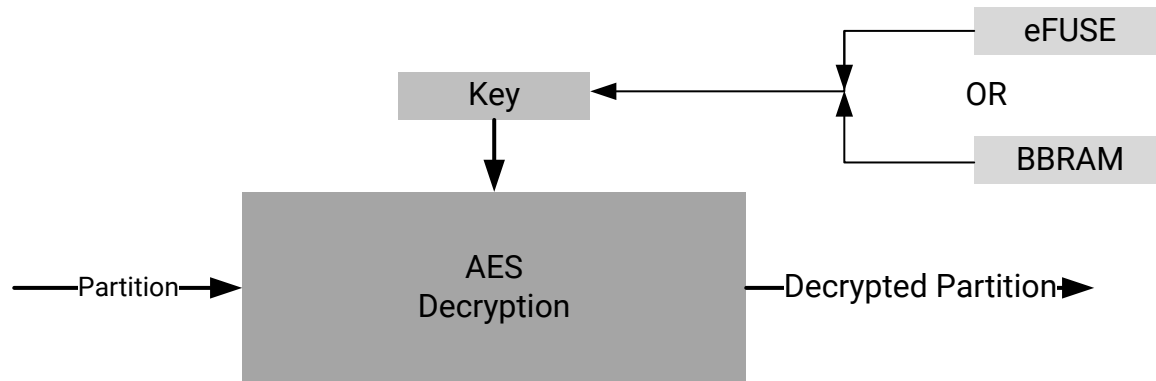 eFUSE
Key
OR
BBRAM
AES
Decryption
Partition
Decrypted Partition